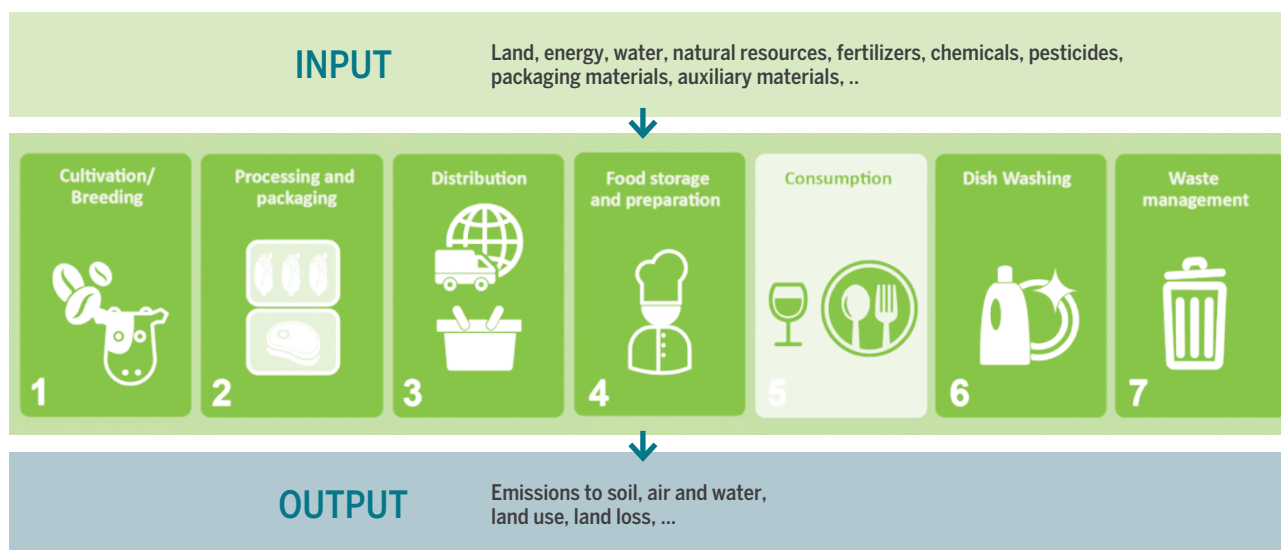 INPUT
Land, energy, water, natural resources, fertilizers, chemicals, pesticides,
packaging materials, auxiliary materials, ..
Cultivation/
Breeding
1
Processing and
packaging
2
Distribution
3
Food storage
and preparation
4
Consumption
5
Dish Washing
6
Waste
management
7
OUTPUT
Emissions to soil, air and water,
land use, land loss, ...